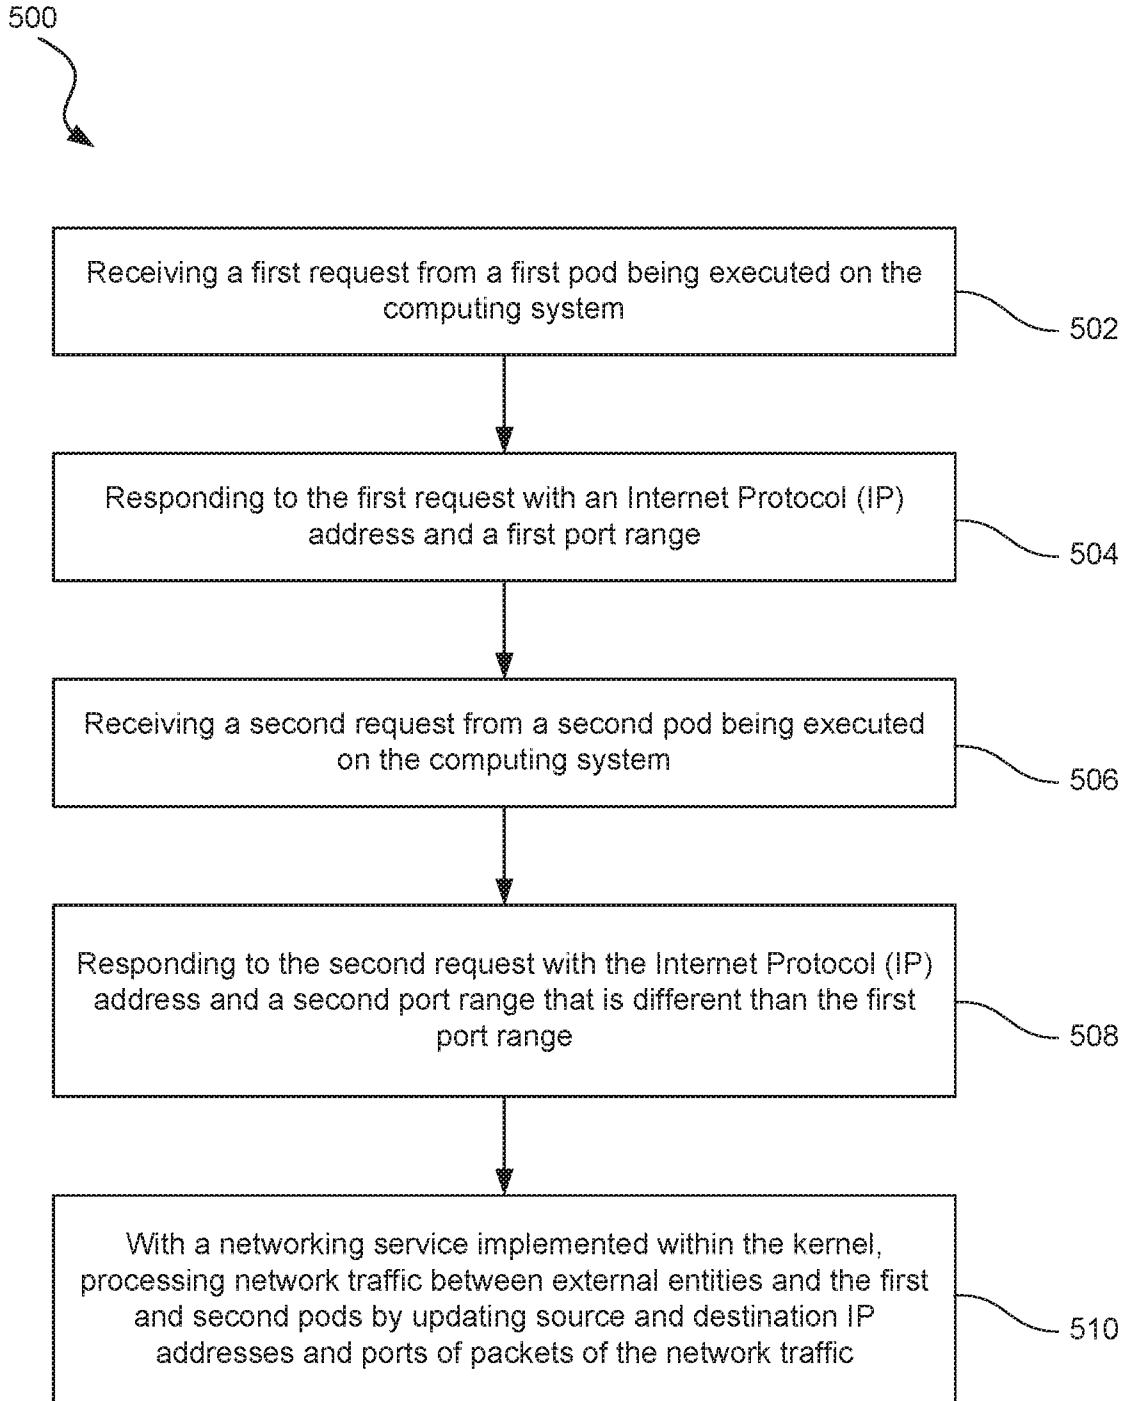 500
Receiving a first request from a first pod being executed on the
computing system
502
Responding to the first request with an Internet Protocol (IP)
address and a first port range
504
Receiving a second request from a second pod being executed
on the computing system
506
Responding to the second request with the Internet Protocol (IP)
address and a second port range that is different than the first
port range
508
With a networking service implemented within the kernel,
processing network traffic between external entities and the first
and second pods by updating source and destination IP
addresses and ports of packets of the network traffic
510